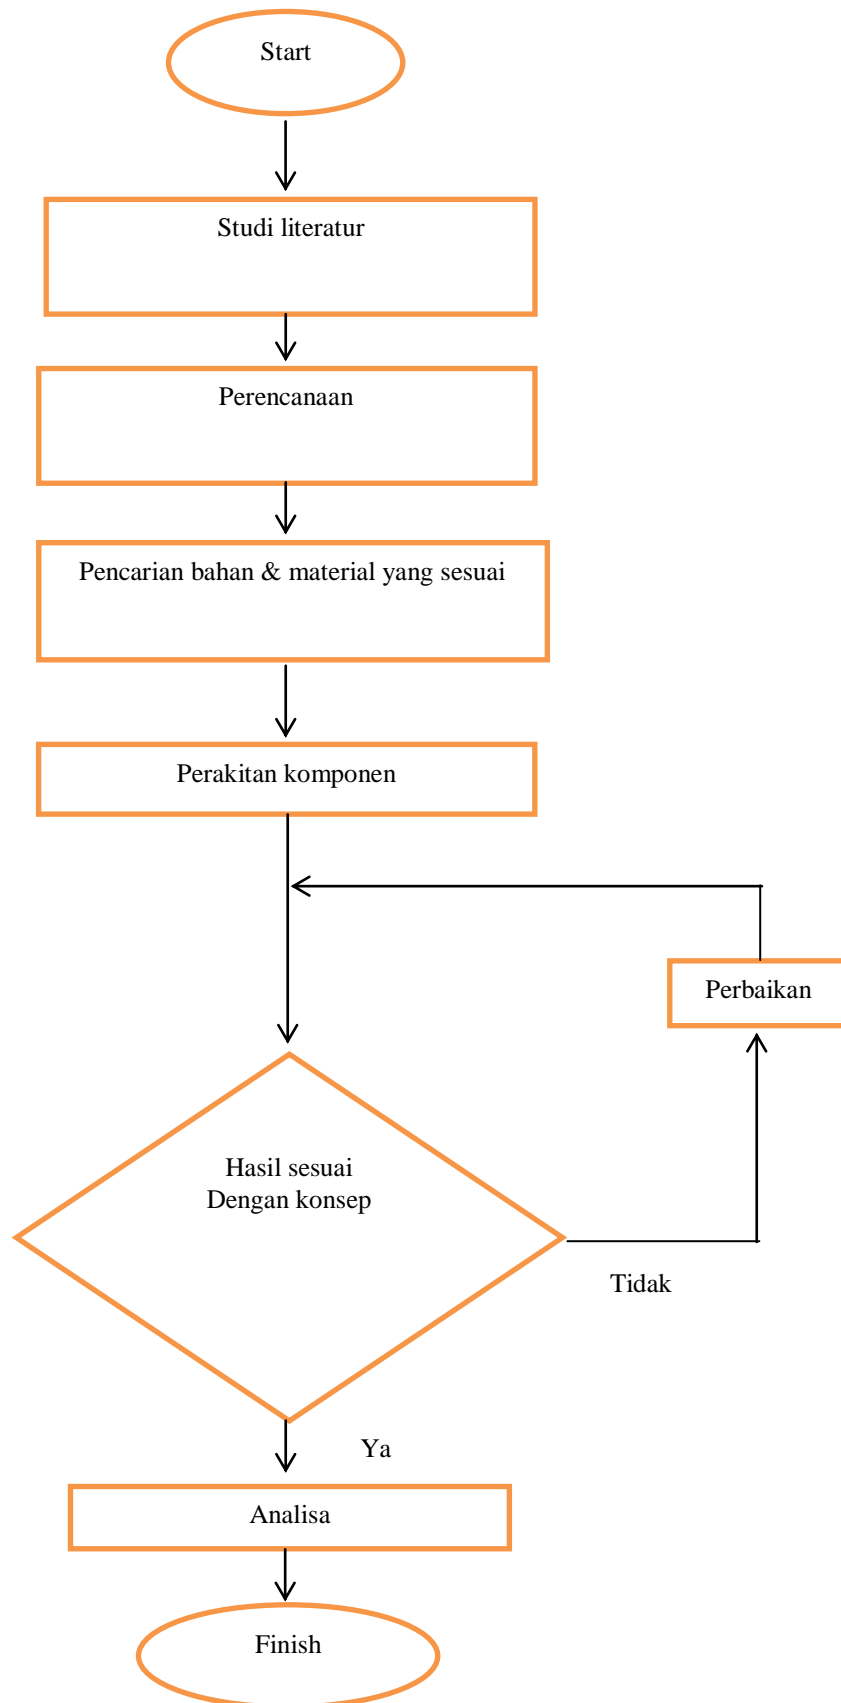 Start
Studi literatur
Perencanaan
Pencarian bahan & material yang sesuai
Perakitan komponen
Perbaikan
Hasil sesuai
Dengan konsep
Tidak
Ya
Analisa
Finish